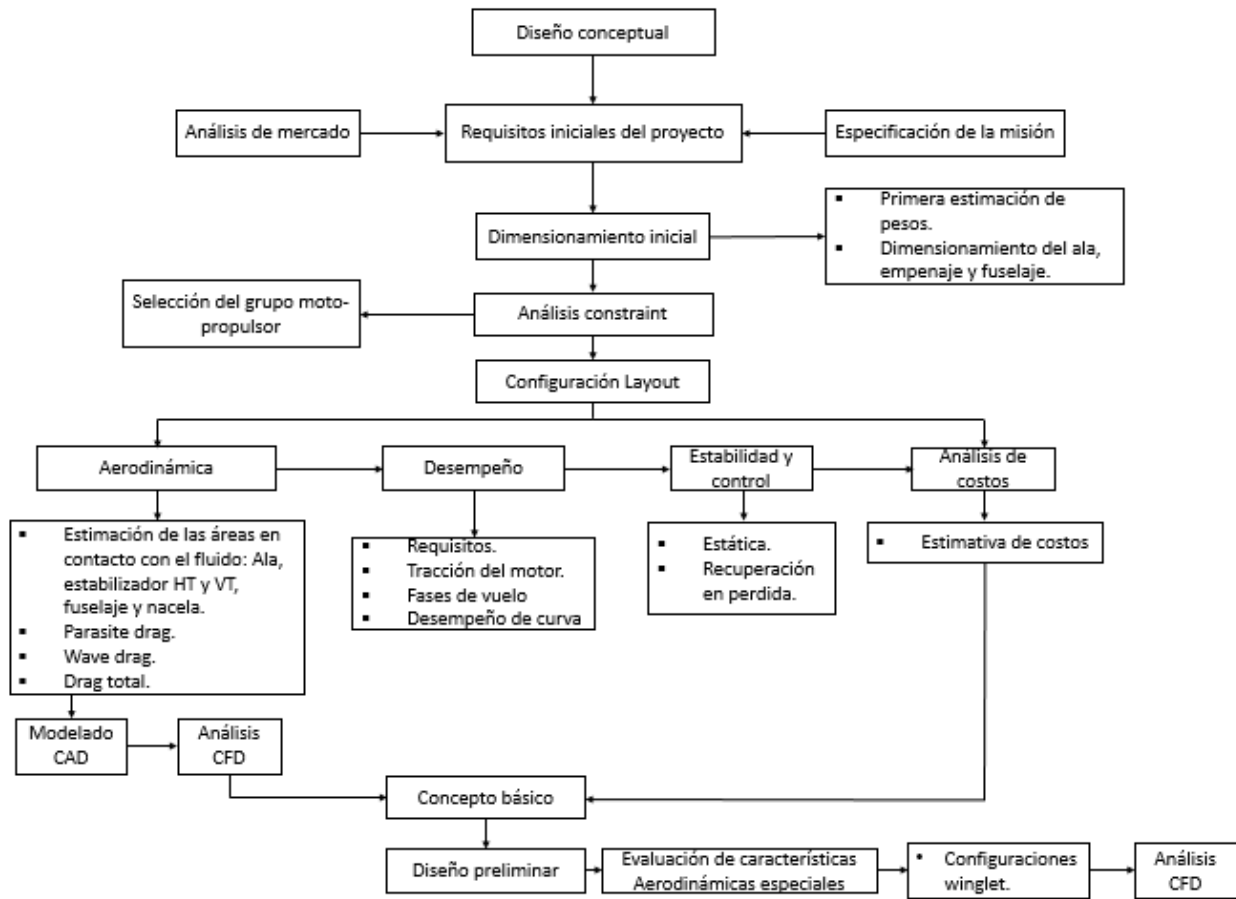 Diseño conceptual
Análisis de mercado
Requisitos iniciales del proyecto
Especificación de la misión
▪ Primera estimación de
pesos.
▪ Dimensionamiento del ala,
empenaje y fuselaje.
Dimensionamiento inicial
Selección del grupo moto-
propulsor
Análisis constraint
Configuración Layout
Aerodinámica
Desempeño
Estabilidad y
control
Análisis de
costos
▪ Estimación de las áreas en
contacto con el fluido: Ala,
estabilizador HT y VT,
fuselaje y nacela.
▪ Parasite drag.
▪ Wave drag.
▪ Drag total.
▪ Requisitos.
▪ Tracción del motor.
▪ Fases de vuelo
▪ Desempeño de curva
▪ Estática.
▪ Recuperación
en perdida.
▪ Estimativa de costos
Modelado
CAD
Análisis
CFD
Concepto básico
Diseño preliminar
Evaluación de características
Aerodinámicas especiales
• Configuraciones
winglet.
Análisis
CFD